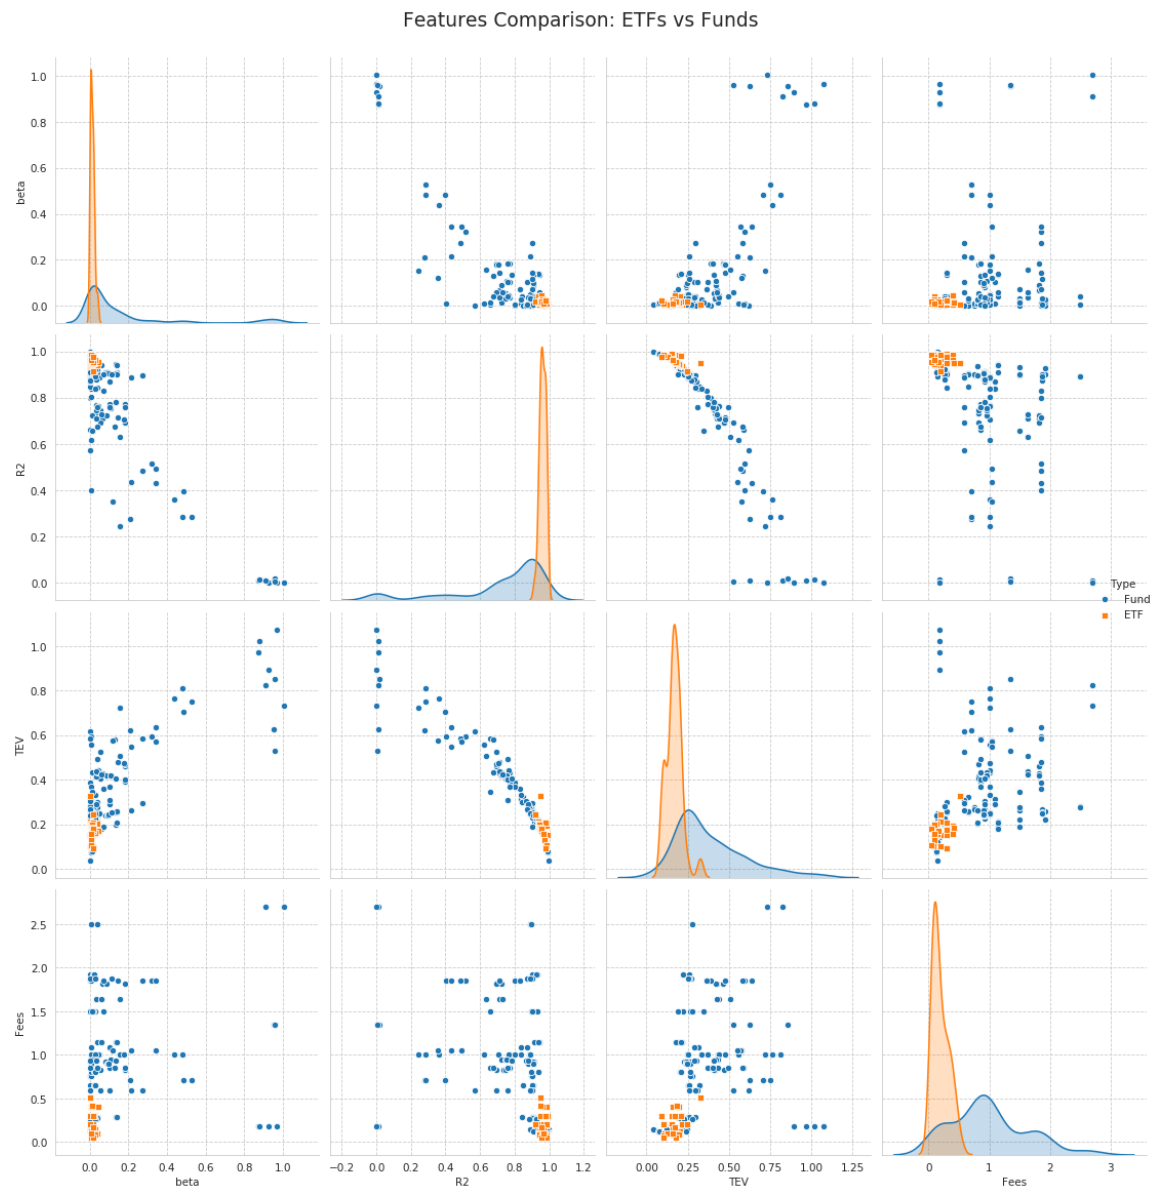 Features Comparison: ETFs vs Funds
1.0
0.8
0.6
0.4
0.2
0.0
beta
1.0
0.8
0.6
0.4
0.2
0.0
R2
Type
Fund
ETF
1.0
0.8
0.6
0.4
0.2
0.0
TEV
2.5
2.0
1.5
1.0
0.5
0.0
Fees
0.0 0.2 0.4 0.6 0.8 1.0
−0.2 0.0 0.2 0.4 0.6 0.8 1.0 1.2
0.00 0.25 0.50 0.75 1.00 1.25
0 1 2 3
beta R2 TEV Fees